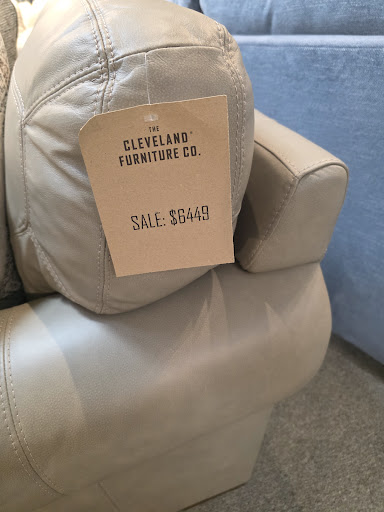 THE
CLEVELAND®
FURNITURE CO.
SALE: $6449